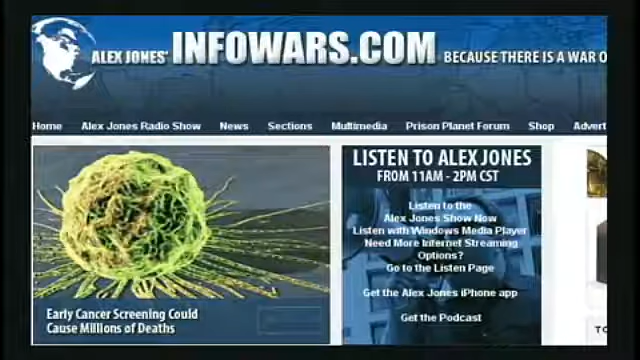 ALEX JONES' INFOWARS.COM BECAUSE THERE IS A WAR O
Home Alex Jones Radio Show News Sections Multimedia Prison Planet Forum Shop Advert
LISTEN TO ALEX JONES
FROM 11AM - 2PM CST
Listen to the
Alex Jones Show Now
Listen with Windows Media Player
Need More Internet Streaming
Options?
Go to the Listen Page
Get the Alex Jones iPhone app
Get the Podcast
Early Cancer Screening Could
Cause Millions of Deaths
TO